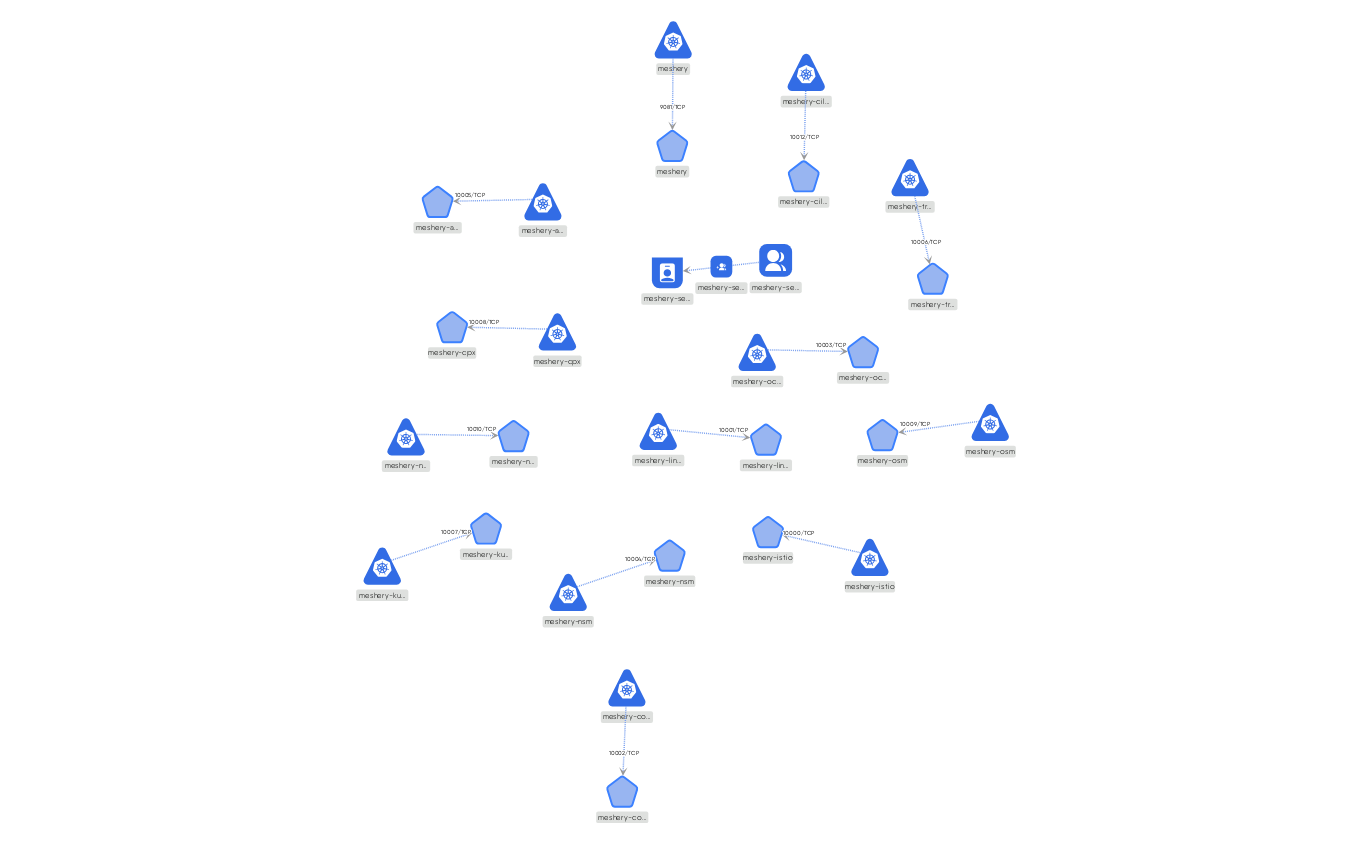 meshery
9081/TCP
meshery
meshery-cil...
10012/TCP
meshery-cil...
meshery-tr...
10006/TCP
meshery-tr...
10005/TCP
meshery-a...
meshery-a...
meshery-se...
meshery-se...
meshery-se...
10008/TCP
meshery-cpx
meshery-cpx
10003/TCP
meshery-oc...
meshery-oc...
10010/TCP
meshery-n..
meshery-n..
10001/TCP
meshery-lin...
meshery-lin...
10009/TCP
meshery-osm
meshery-osm
10007/TCP
meshery-ku..
meshery-ku...
meshery-nsm
meshery-nsm
10000/TCP
meshery-istio
meshery-istio
meshery-co...
10002/TCP
meshery-co...